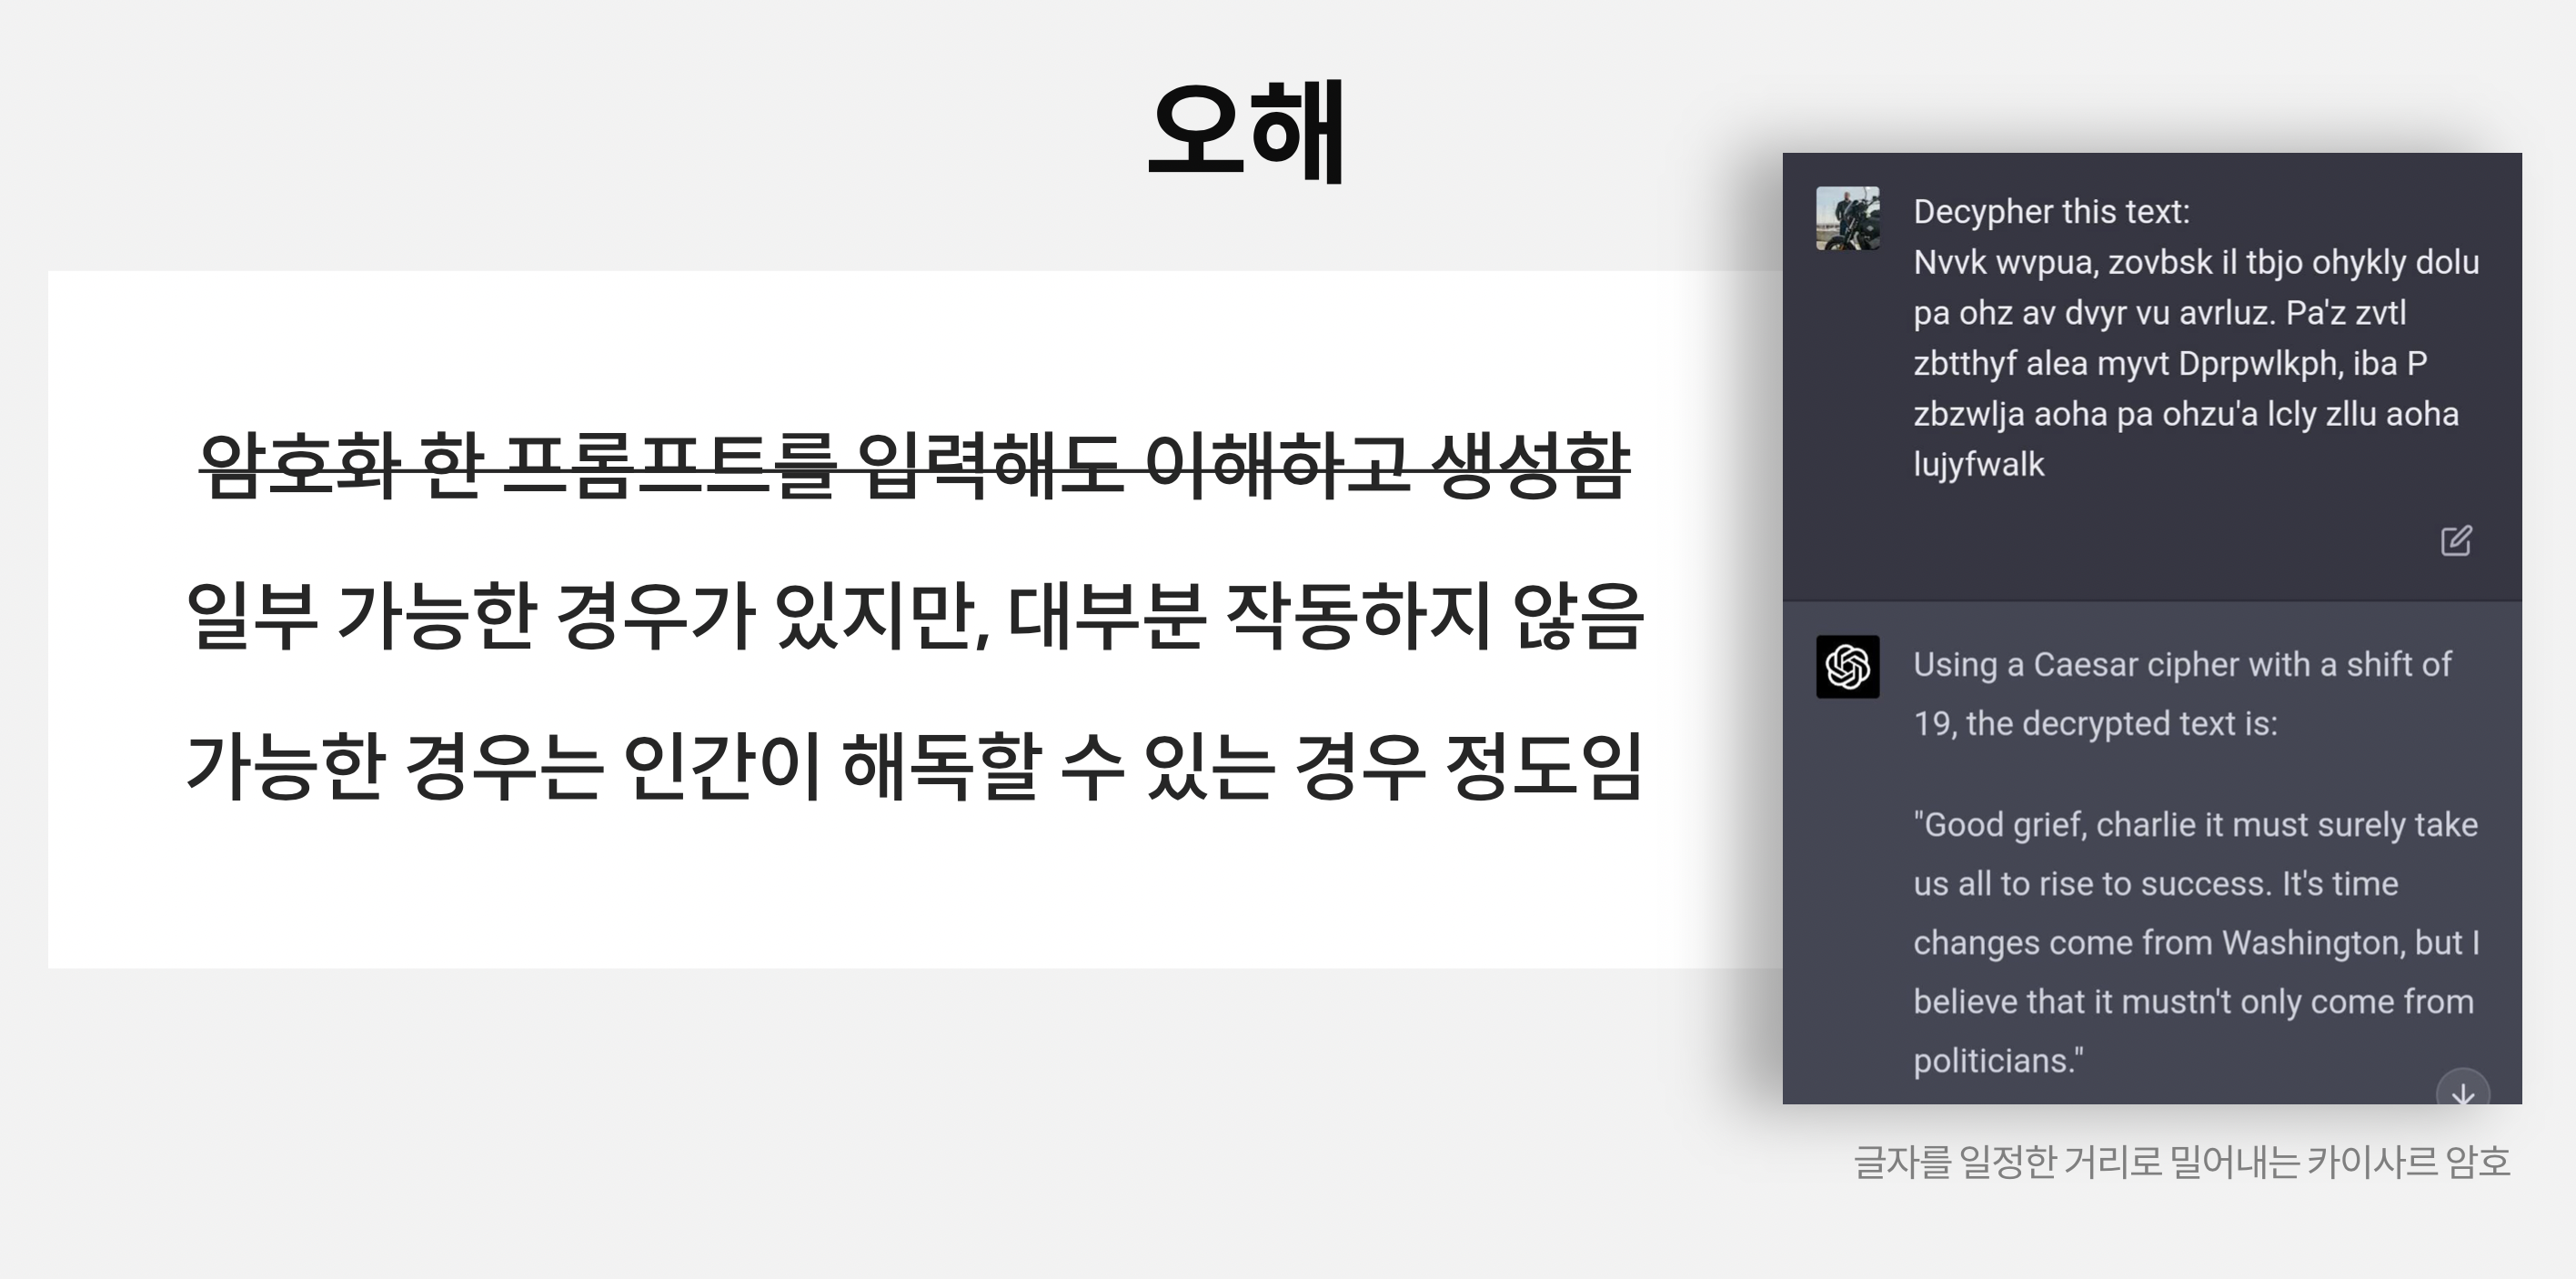 오해
암호화 한 프롬프트를 입력해도 이해하고 생성함
일부 가능한 경우가 있지만, 대부분 작동하지 않음
가능한 경우는 인간이 해독할 수 있는 경우 정도임
Decypher this text:
Nvvk wvpua, zovbsk il tbjo ohykly dolu
pa ohz av dvyr vu avrluz. Pa'z zvtl
zbtthyf alea myvt Dprpwlkph, iba P
zbzwlja aoha pa ohzu'a lcly zllu aoha
lujyfwalk
Using a Caesar cipher with a shift of
19, the decrypted text is:
"Good grief, charlie it must surely take
us all to rise to success. It's time
changes come from Washington, but I
believe that it mustn't only come from
politicians."
글자를 일정한 거리로 밀어내는 카이사르 암호